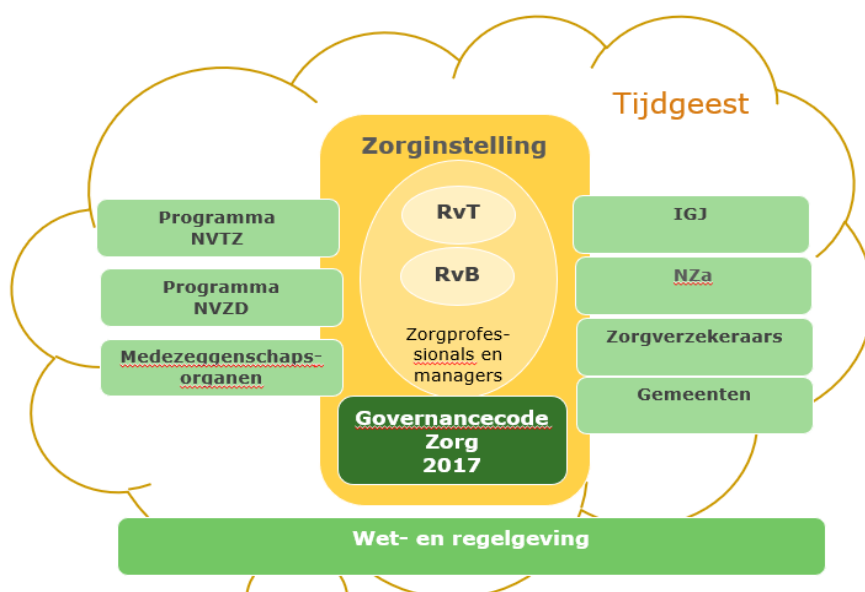 Tijdgeest
Zorginstelling
RvT
RvB
Zorgprofes-
sionals en
managers
Governancecode
Zorg
2017
Programma
NVTZ
Programma
NVZD
Medezeggenschaps-
organen
IGJ
NZa
Zorgverzekeraars
Gemeenten
Wet- en regelgeving